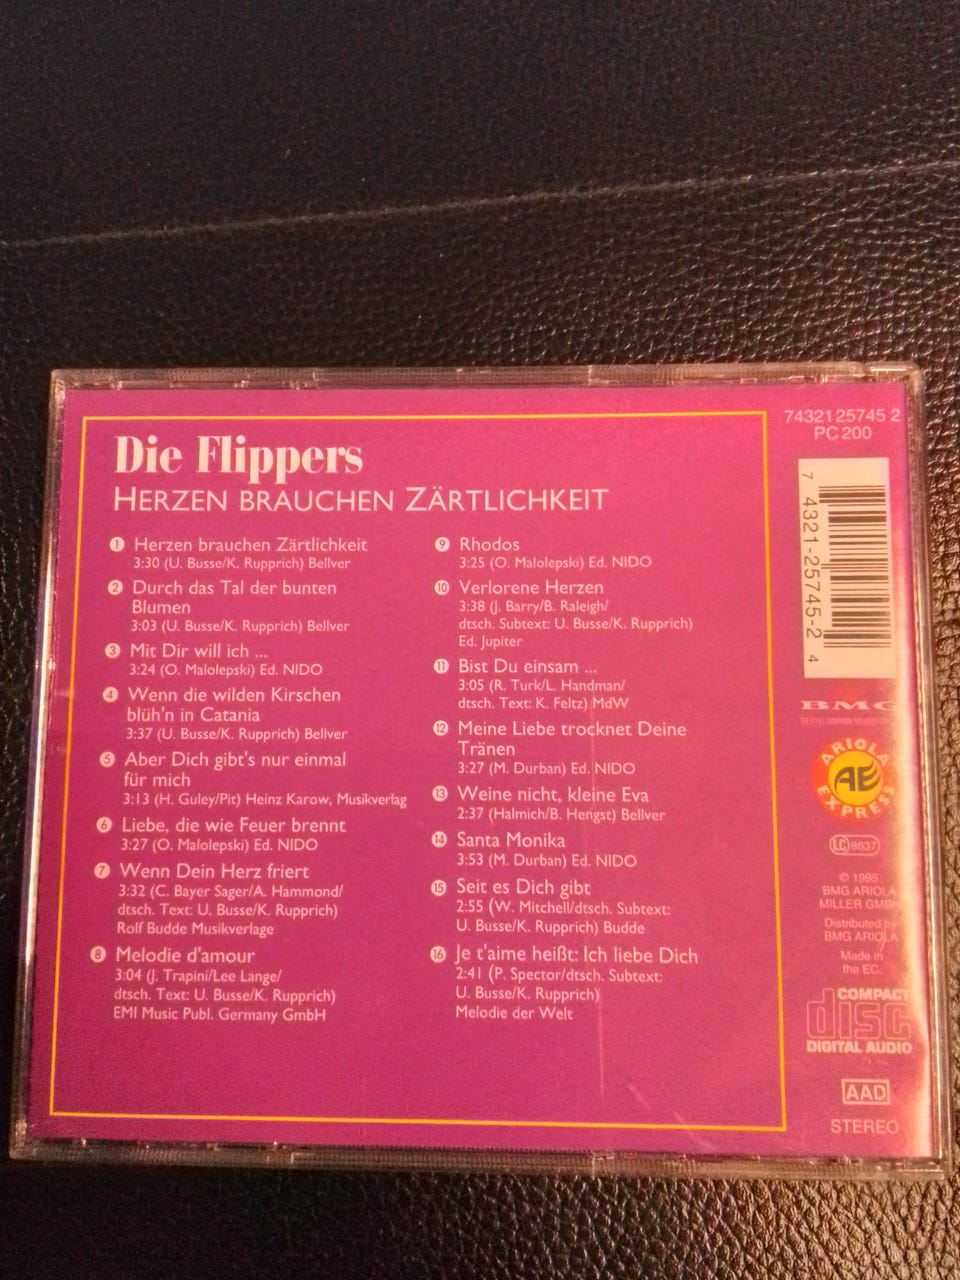 Die Flippers
HERZEN BRAUCHEN ZÄRTLICHKEIT
1 Herzen brauchen Zärtlichkeit
3:30 (U. Busse/K. Rupprich) Bellver
2 Durch das Tal der bunten
Blumen
3:03 (U. Busse/K. Rupprich) Bellver
3 Mit Dir will ich ...
3:24 (O. Malolepski) Ed. NIDO
4 Wenn die wilden Kirschen
blüh'n in Catania
3:37 (U. Busse/K. Rupprich) Bellver
5 Aber Dich gibt's nur einmal
für mich
3:13 (H. Guley/Pit) Heinz Karow, Musikverlag
6 Liebe, die wie Feuer brennt
3:27 (O. Malolepski) Ed. NIDO
7 Wenn Dein Herz friert
3:32 (C. Bayer Sager/A. Hammond/
dtsch. Text: U. Busse/K. Rupprich)
Rolf Budde Musikverlage
8 Melodie d'amour
3:04 (J. Trapini/Lee Lange/
dtsch. Text: U. Busse/K. Rupprich)
EMI Music Publ. Germany GmbH
9 Rhodos
3:25 (O. Malolepski) Ed. NIDO
10 Verlorene Herzen
3:38 (J. Barry/B. Raleigh/
dtsch. Subtext: U. Busse/K. Rupprich)
Ed. Jupiter
11 Bist Du einsam ...
3:05 (R. Turk/L. Handman/
dtsch. Text: K. Feltz) MdW
12 Meine Liebe trocknet Deine
Tränen
3:27 (M. Durban) Ed. NIDO
13 Weine nicht, kleine Eva
2:37 (Halmich/B. Hengst) Bellver
14 Santa Monika
3:53 (M. Durban) Ed. NIDO
15 Seit es Dich gibt
2:55 (W. Mitchell/dtsch. Subtext:
U. Busse/K. Rupprich) Budde
16 Je t'aime heißt: Ich liebe Dich
2:41 (P. Spector/dtsch. Subtext:
U. Busse/K. Rupprich)
Melodie der Welt
74321 25745 2
PC 200
7 4321-25745-2 4
BMG
ARIOLA
AE
EXPRESS
LC 8637
© 1995
BMG ARIOLA
MILLER GMBH
Distributed by
BMG ARIOLA
Made in
the EC.
COMPACT
disc
DIGITAL AUDIO
AAD
STEREO